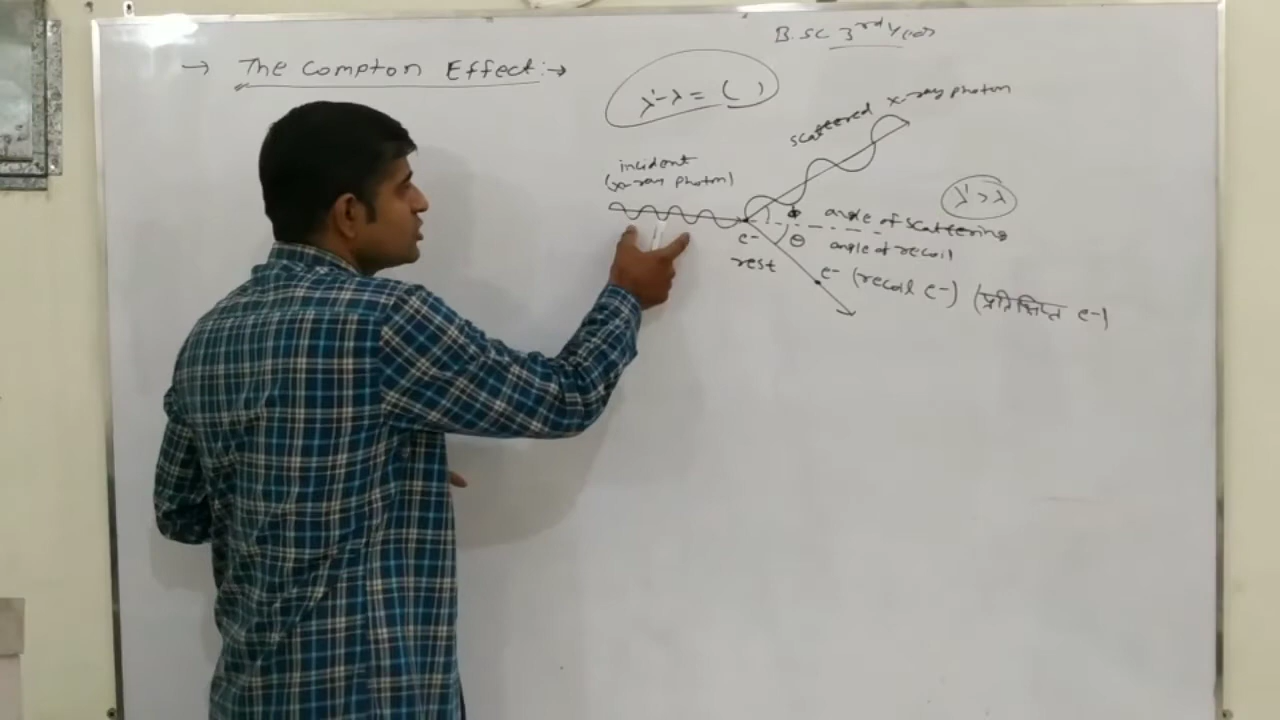 B.SC 3rd Year
→ The Compton Effect:→
λ'-λ = ( )
scattered x-ray photon
incident
(x-ray photon)
λ' > λ
ϕ angle of scattering
e- θ angle of recoil
rest
e- (recoil e-) (प्रतिक्षिप्त e-)